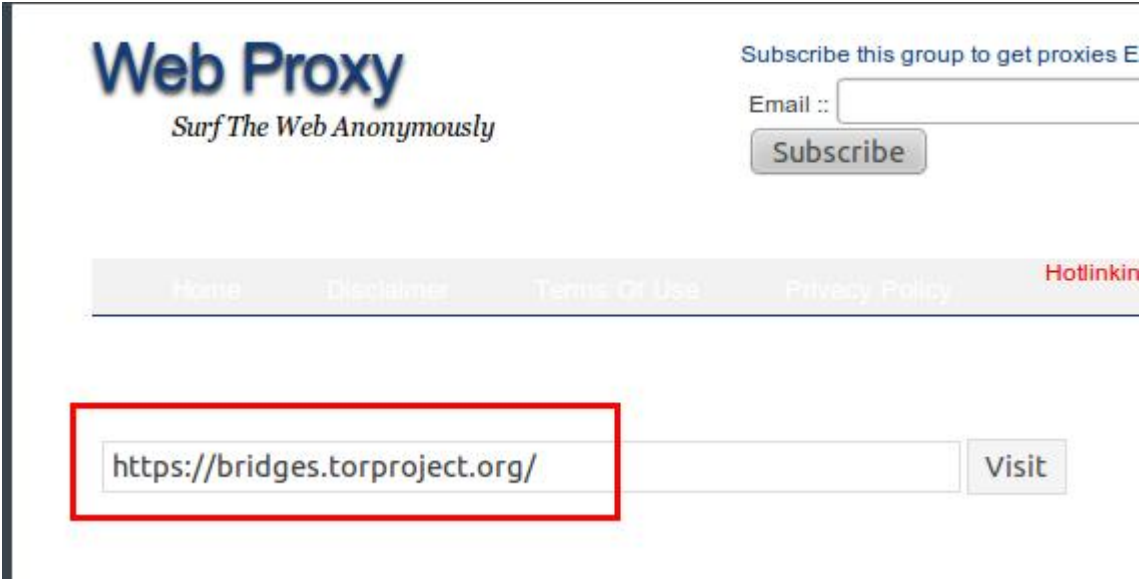 Web Proxy
Surf The Web Anonymously
Subscribe this group to get proxies E
Email ::
Subscribe
Home Disclaimer Terms Of Use Privacy Policy
Hotlinkin
https://bridges.torproject.org/
Visit